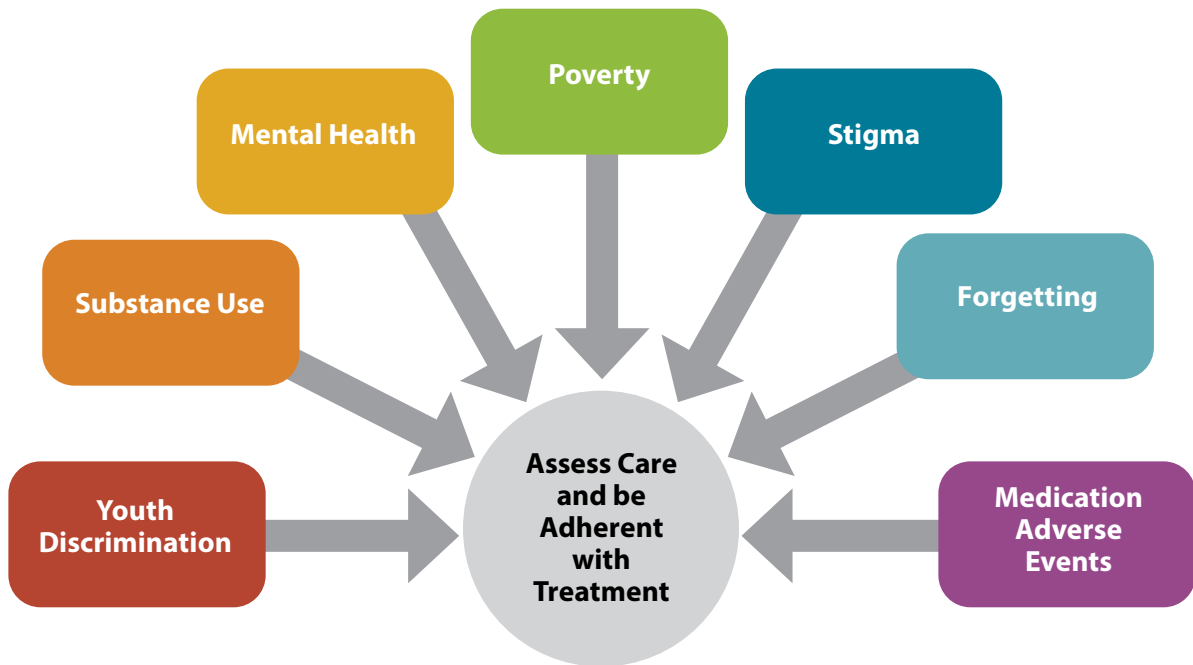 Poverty
Mental Health
Stigma
Substance Use
Forgetting
Youth
Discrimination
Assess Care
and be
Adherent
with
Treatment
Medication
Adverse
Events